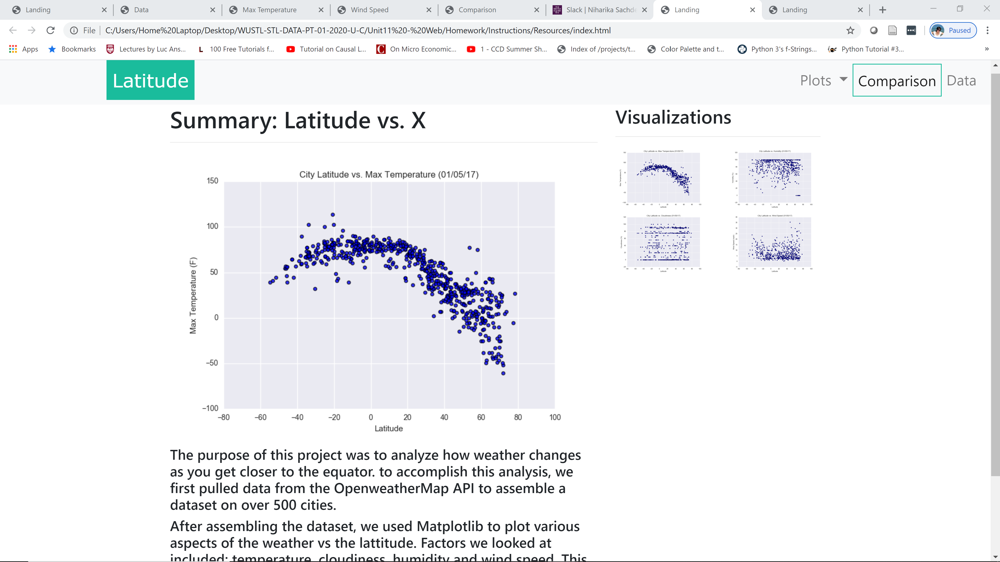 Landing
Data
Max Temperature
Wind Speed
Comparison
Slack | Niharika Sachde
Landing
Landing
File
C:/Users/Home%20Laptop/Desktop/WUSTL-STL-DATA-PT-01-2020-U-C/Unit11%20-%20Web/Homework/Instructions/Resources/index.html
Paused
Apps
Bookmarks
Lectures by Luc Ans...
L 100 Free Tutorials f...
Tutorial on Causal L...
C On Micro Economic...
1 - CCD Summer Sh...
Index of /projects/t...
Color Palette and t...
Python 3's f-Strings...
Python Tutorial #3...
»
Latitude
Plots
Comparison
Data
Summary: Latitude vs. X
City Latitude vs. Max Temperature (01/05/17)
150
100
50
0
−50
−100
Max Temperature (F)
−80 −60 −40 −20 0 20 40 60 80 100
Latitude
The purpose of this project was to analyze how weather changes
as you get closer to the equator. to accomplish this analysis, we
first pulled data from the OpenweatherMap API to assemble a
dataset on over 500 cities.
After assembling the dataset, we used Matplotlib to plot various
aspects of the weather vs the lattitude. Factors we looked at
included: temperature, cloudiness, humidity and wind speed. This
Visualizations
City Latitude vs. Max Temperature (01/05/17)
Max Temperature (F)
Latitude
City Latitude vs. Humidity (01/05/17)
Humidity (%)
Latitude
City Latitude vs. Cloudiness (01/05/17)
Cloudiness (%)
Latitude
City Latitude vs. Wind Speed (01/05/17)
Wind Speed (mph)
Latitude